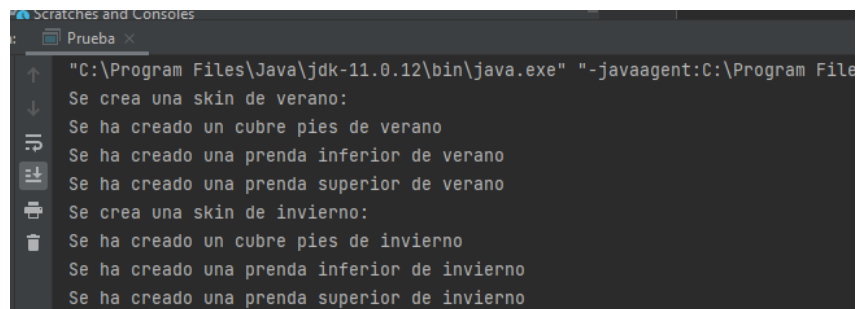 Scratches and Consoles
Prueba
"C:\Program Files\Java\jdk-11.0.12\bin\java.exe" "-javaagent:C:\Program File
Se crea una skin de verano:
Se ha creado un cubre pies de verano
Se ha creado una prenda inferior de verano
Se ha creado una prenda superior de verano
Se crea una skin de invierno:
Se ha creado un cubre pies de invierno
Se ha creado una prenda inferior de invierno
Se ha creado una prenda superior de invierno